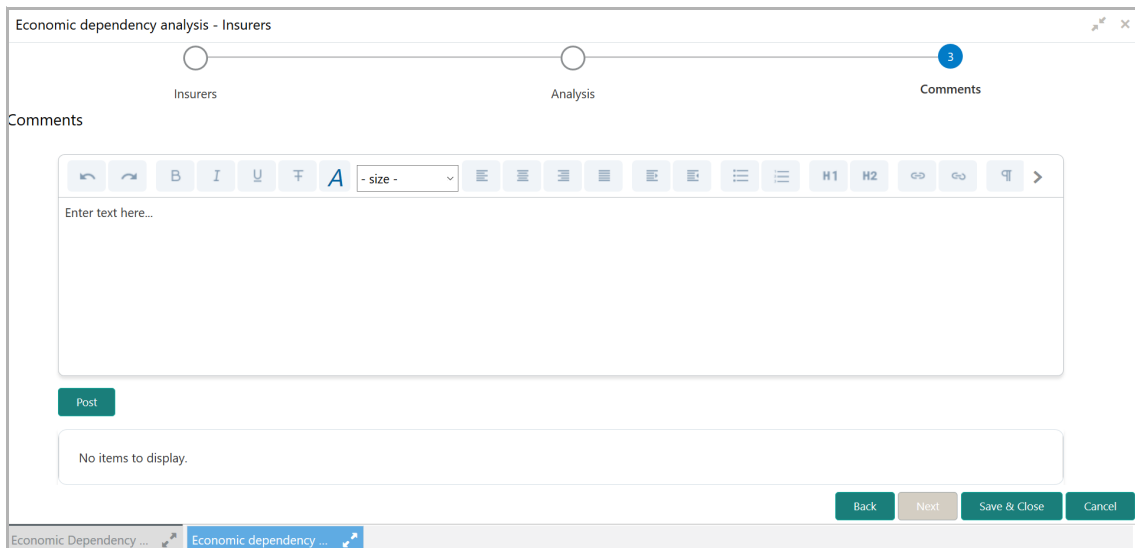 Economic dependency analysis - Insurers
3
Insurers Analysis Comments
Comments
B I U T A - size - H1 H2 ¶
Enter text here...
Post
No items to display.
Back Next Save & Close Cancel
Economic Dependency ... Economic dependency ...